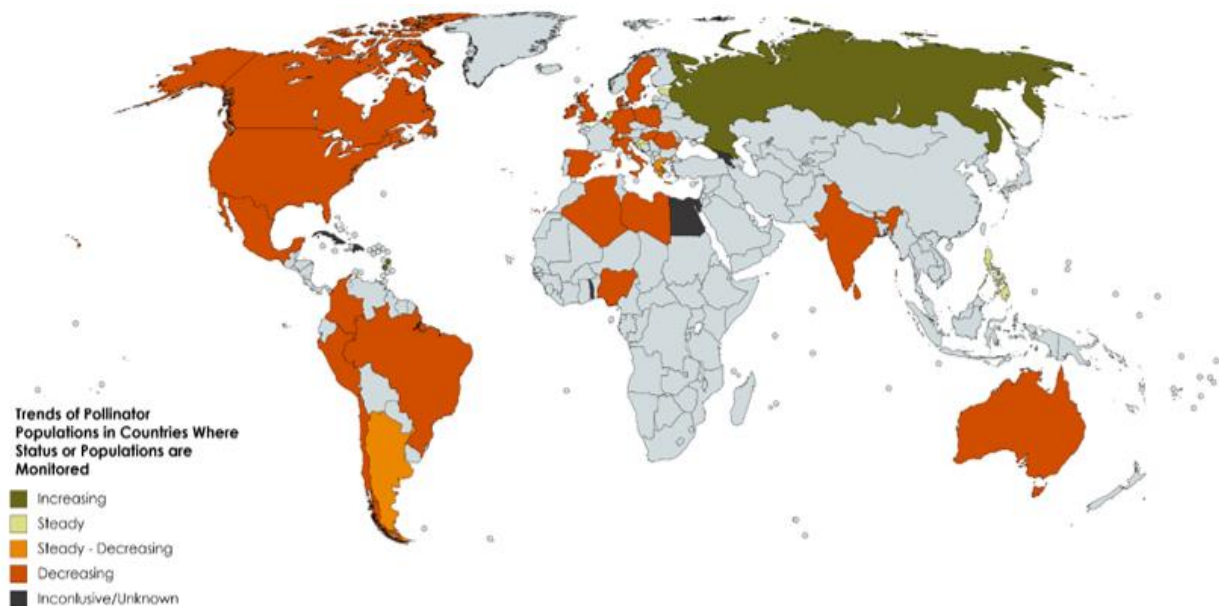 Trends of Pollinator
Populations in Countries Where
Status or Populations are
Monitored
Increasing
Steady
Steady - Decreasing
Decreasing
Inconlusive/Unknown